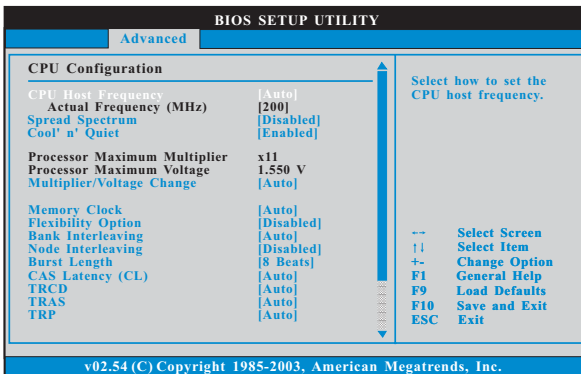 BIOS SETUP UTILITY
Advanced
CPU Configuration
CPU Host Frequency [Auto]
Actual Frequency (MHz) [200]
Spread Spectrum [Disabled]
Cool' n' Quiet [Enabled]
Processor Maximum Multiplier x11
Processor Maximum Voltage 1.550 V
Multiplier/Voltage Change [Auto]
Memory Clock [Auto]
Flexibility Option [Disabled]
Bank Interleaving [Auto]
Node Interleaving [Disabled]
Burst Length [8 Beats]
CAS Latency (CL) [Auto]
TRCD [Auto]
TRAS [Auto]
TRP [Auto]
Select how to set the
CPU host frequency.
←→ Select Screen
↑↓ Select Item
+- Change Option
F1 General Help
F9 Load Defaults
F10 Save and Exit
ESC Exit
v02.54 (C) Copyright 1985-2003, American Megatrends, Inc.